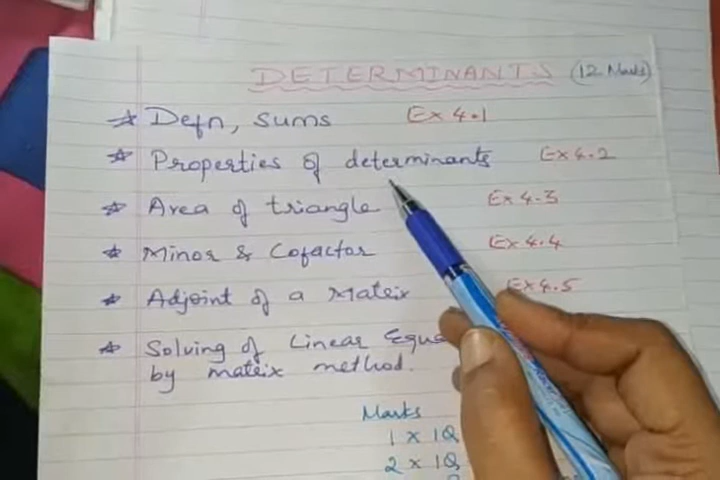 DETERMINANTS (12 Marks)
Defn, Sums Ex 4.1
Properties of determinants Ex 4.2
Area of triangle Ex 4.3
Minor & Cofactor Ex 4.4
Adjoint of a Matrix Ex 4.5
Solving of Linear Equa
by matrix method.
Marks
1 x 1Q
2 x 1Q